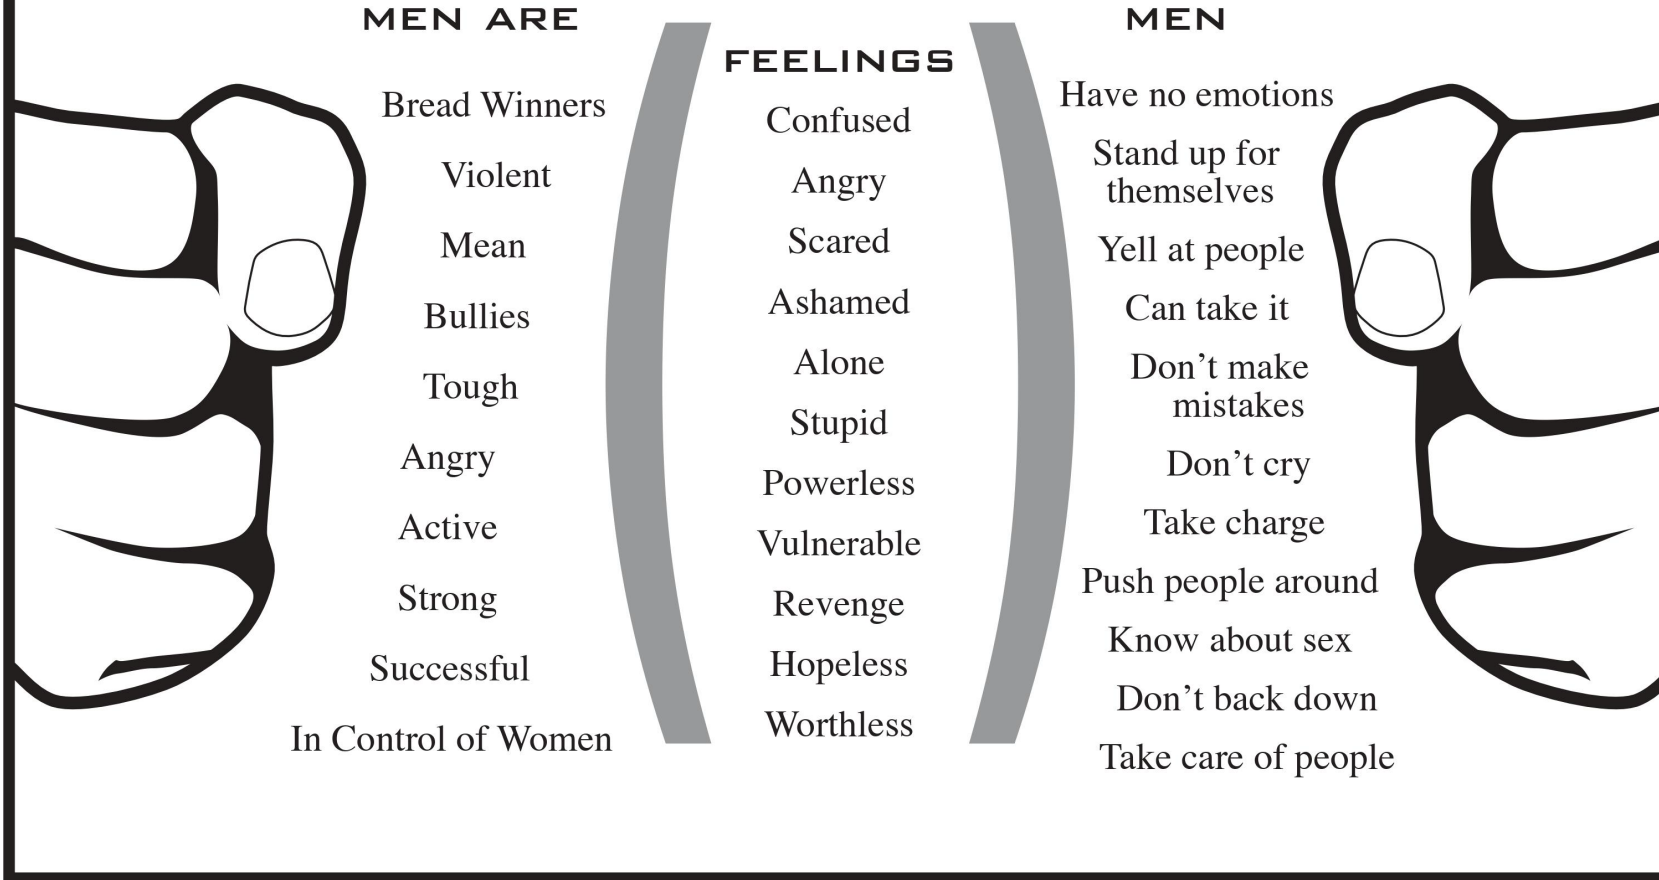 MEN ARE
Bread Winners
Violent
Mean
Bullies
Tough
Angry
Active
Strong
Successful
In Control of Women
FEELINGS
Confused
Angry
Scared
Ashamed
Alone
Stupid
Powerless
Vulnerable
Revenge
Hopeless
Worthless
MEN
Have no emotions
Stand up for
themselves
Yell at people
Can take it
Don’t make
mistakes
Don’t cry
Take charge
Push people around
Know about sex
Don’t back down
Take care of people